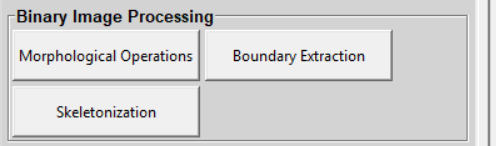 Binary Image Processing
Morphological Operations
Boundary Extraction
Skeletonization